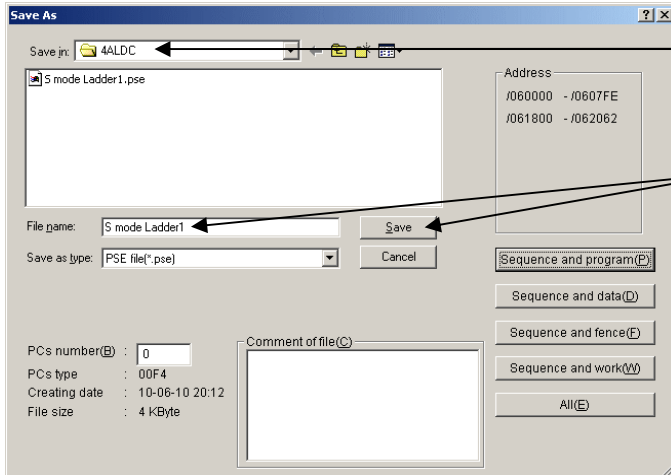 Save As
Save in: 4ALDC
S mode Ladder1.pse
File name: S mode Ladder1
Save
Save as type: PSE file(*.pse)
Cancel
Address
/060000 - /0607FE
/061800 - /062062
Sequence and program(P)
Sequence and data(D)
Sequence and fence(F)
Sequence and work(W)
All(E)
PCs number(B) : 0
PCs type : 00F4
Creating date : 10-06-10 20:12
File size : 4 KByte
Comment of file(C)